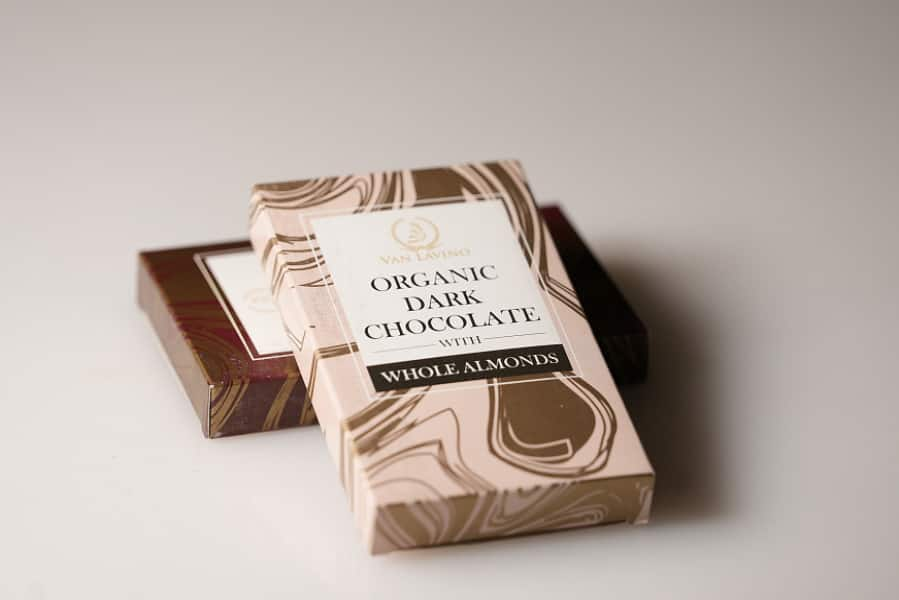 VAN LAVINO
ORGANIC
DARK
CHOCOLATE
WITH
WHOLE ALMONDS